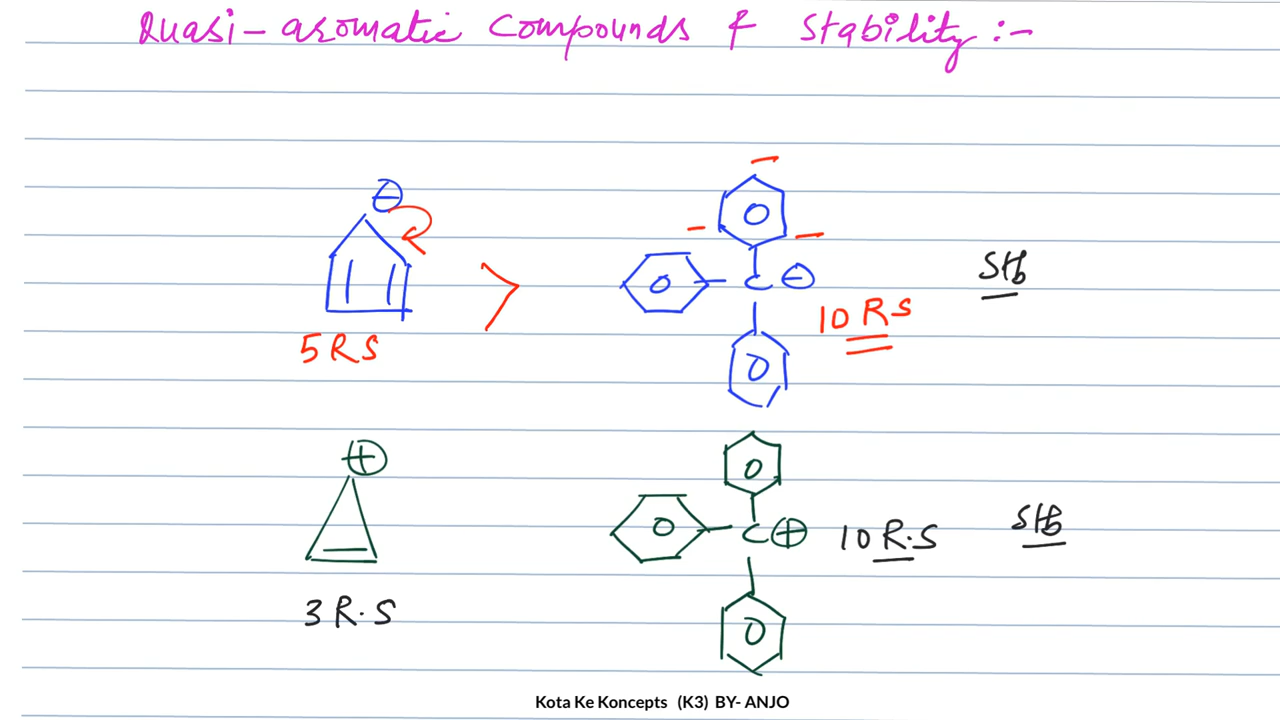 Quasi-aromatic Compounds & Stability :-
⊖
O
> O C ⊖ Stb
5 R S 10 R S
O
⊕
O
O C ⊕ 10 R.S Stb
3 R.S
O
Kota Ke Koncepts (K3) BY- ANJO